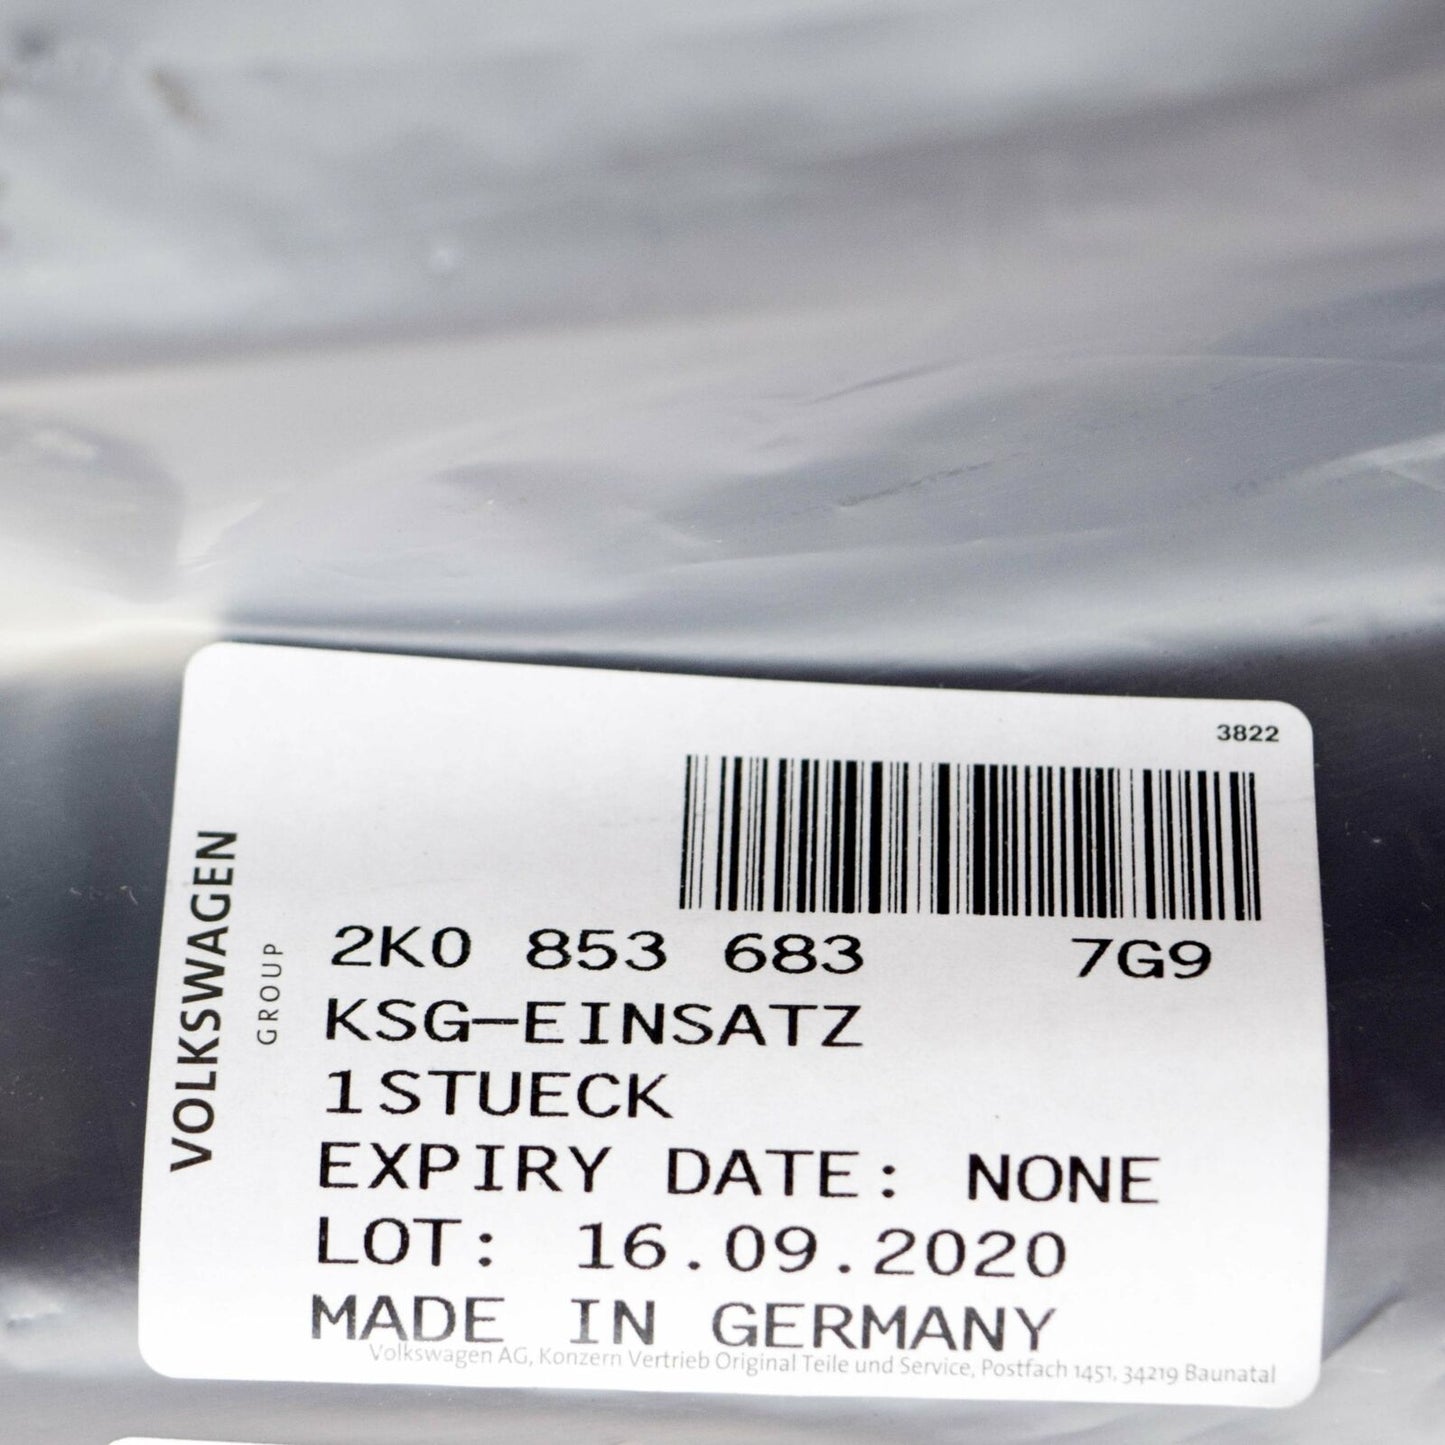 3822
VOLKSWAGEN
GROUP
2K0 853 683 7G9
KSG-EINSATZ
1STUECK
EXPIRY DATE: NONE
LOT: 16.09.2020
MADE IN GERMANY
Volkswagen AG, Konzern Vertrieb Original Teile und Service, Postfach 1451, 34219 Baunatal